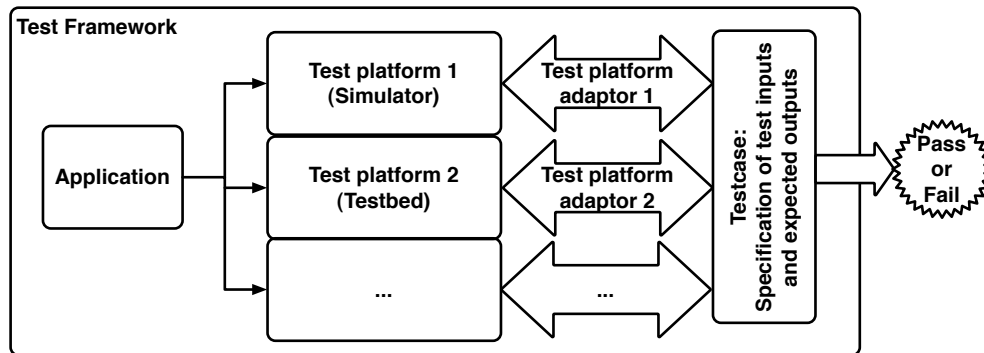 Test Framework
Application
Test platform 1
(Simulator)
Test platform
adaptor 1
Test platform 2
(Testbed)
Test platform
adaptor 2
...
...
Testcase:
Specification of test inputs
and expected outputs
Pass
or
Fail